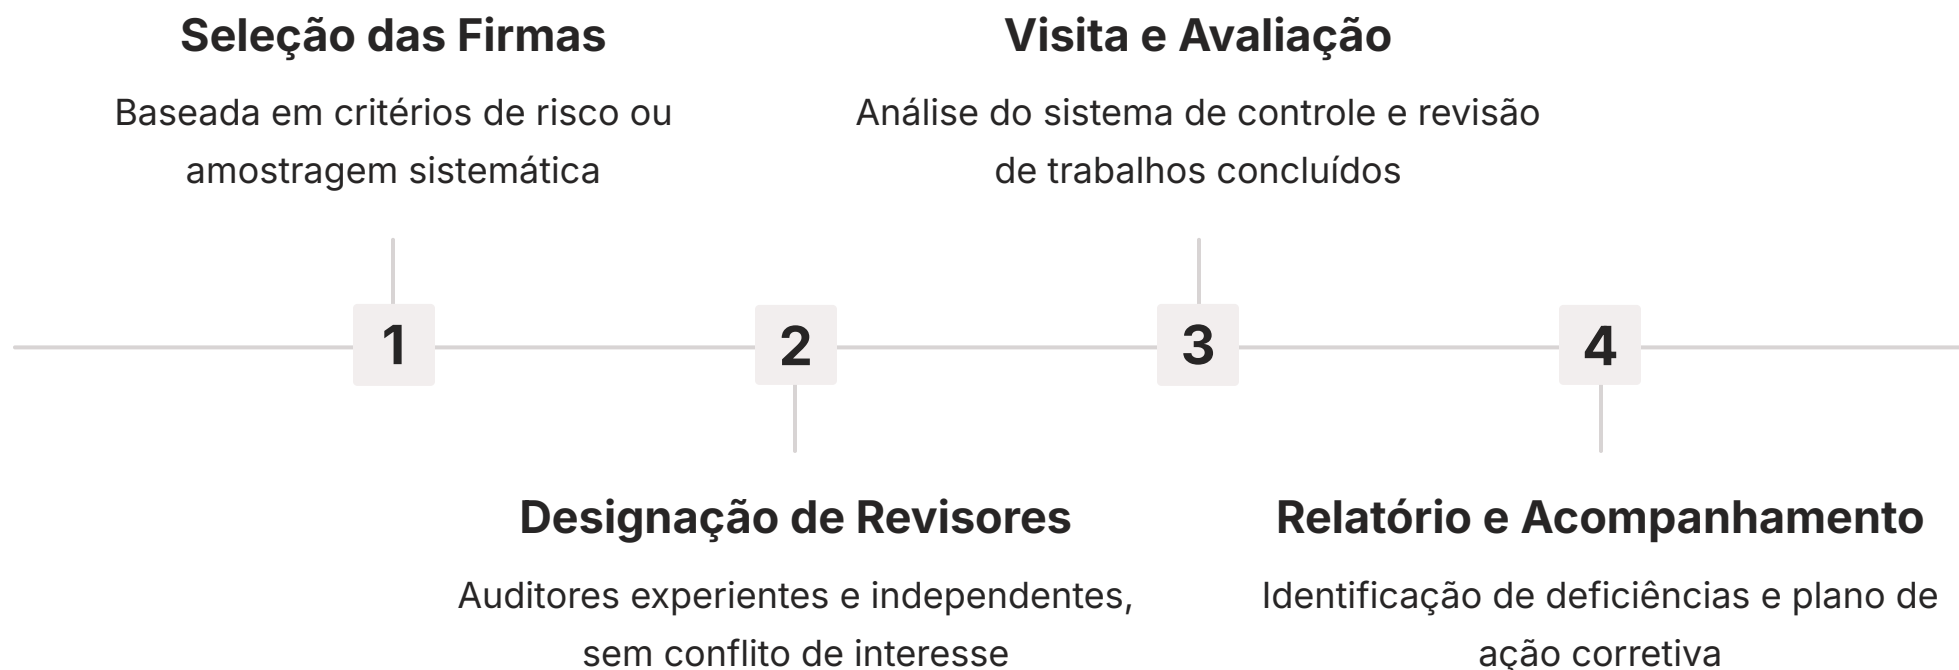 Seleção das Firmas
Baseada em critérios de risco ou
amostragem sistemática
Visita e Avaliação
Análise do sistema de controle e revisão
de trabalhos concluídos
1
2
3
4
Designação de Revisores
Auditores experientes e independentes,
sem conflito de interesse
Relatório e Acompanhamento
Identificação de deficiências e plano de
ação corretiva